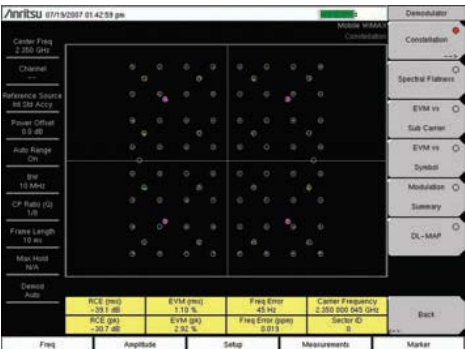 Anritsu 07/19/2007 01:42:59 pm
Mobile WiMAX
Constellation
Center Freq
2.350 GHz
Channel
--
Reference Source
Int Std Accy
Power Offset
0.0 dB
Auto Range
On
BW
10 MHz
CP Ratio (G)
1/8
Frame Length
10 ms
Max Hold
N/A
Demod
Auto
RCE (rms)
-39.1 dB
EVM (rms)
1.10 %
Freq Error
45 Hz
Carrier Frequency
2.350 000 045 GHz
RCE (pk)
-30.7 dB
EVM (pk)
2.92 %
Freq Error (ppm)
0.019
Sector ID
0
Demodulator
Constellation
-->
Spectral Flatness
EVM vs
Sub Carrier
EVM vs
Symbol
Modulation
Summary
DL-MAP
Back
<--
Freq
Amplitude
Setup
Measurements
Marker